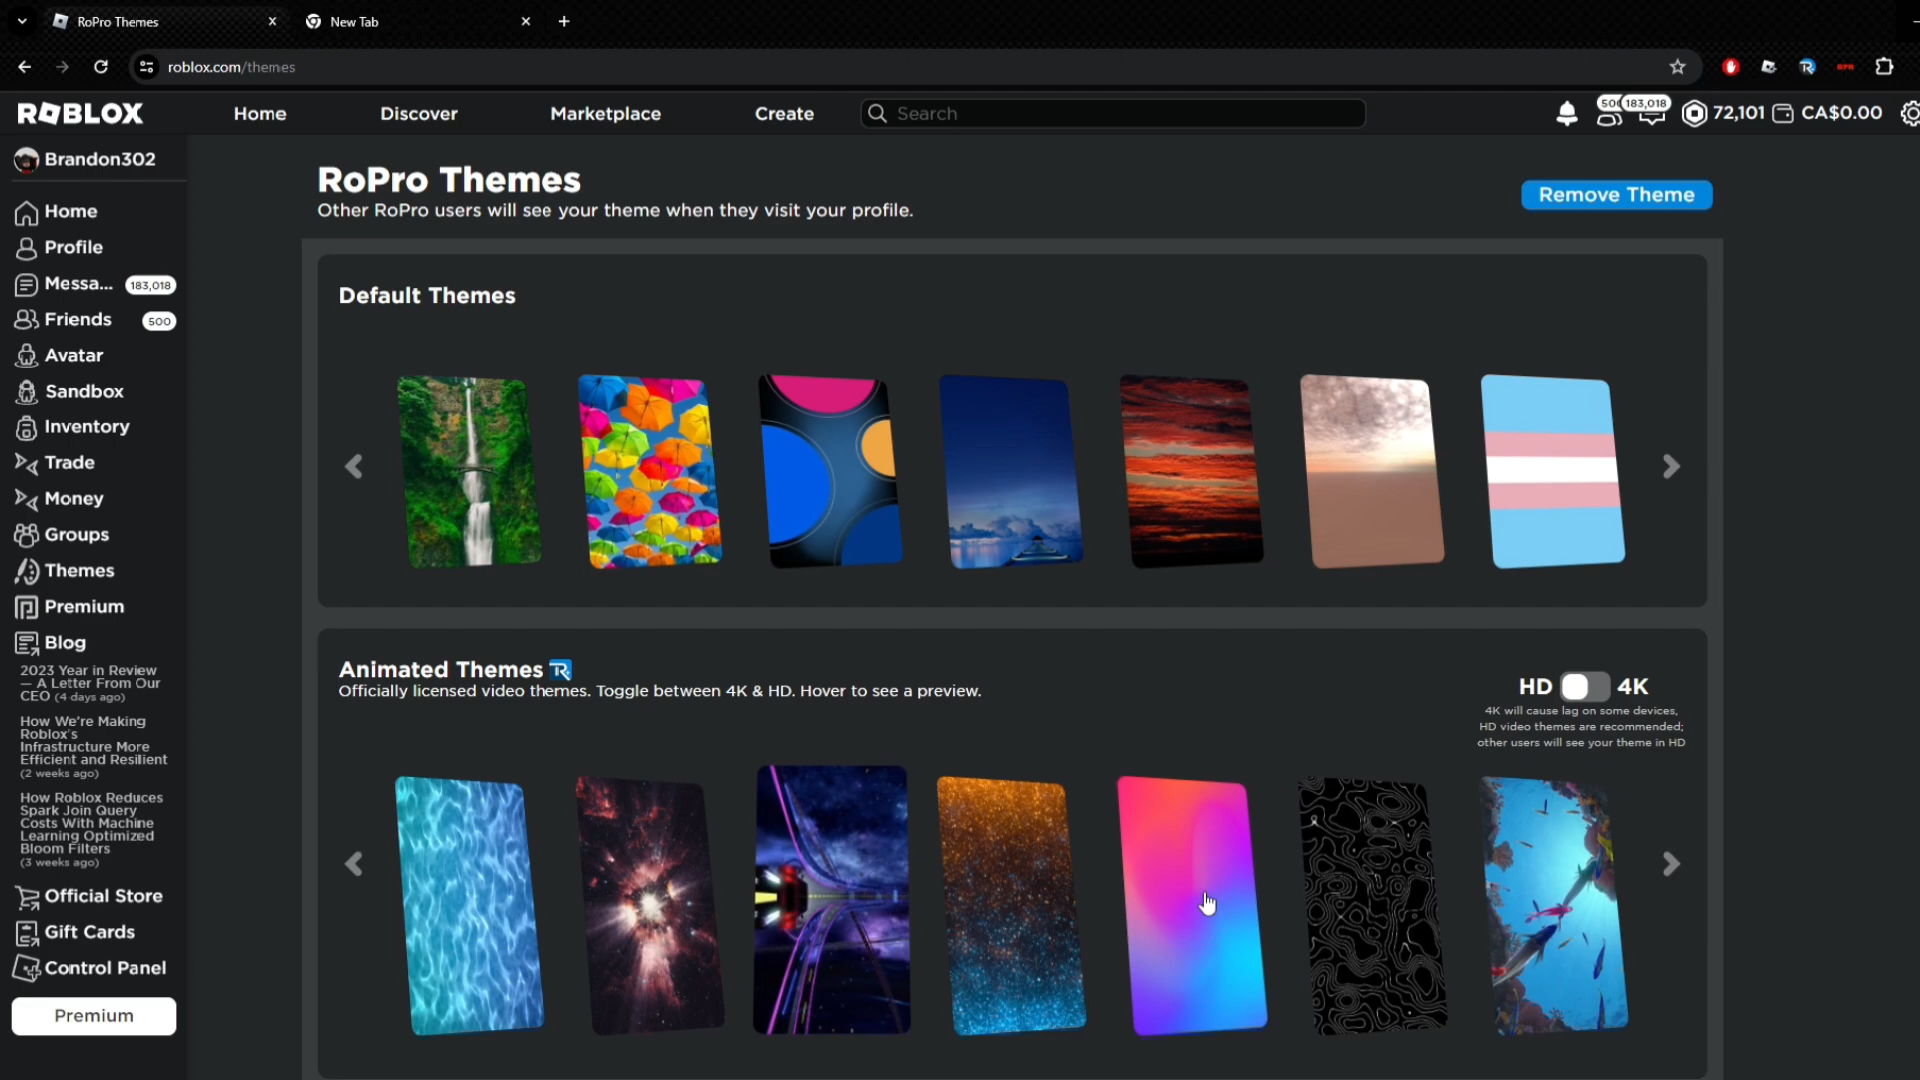 RoPro Themes
New Tab
roblox.com/themes
ROBLOX
Home
Discover
Marketplace
Create
Search
183,018
72,101
CA$0.00
Brandon302
Home
Profile
Messa... 183,018
Friends 500
Avatar
Sandbox
Inventory
Trade
Money
Groups
Themes
Premium
Blog
2023 Year in Review
— A Letter From Our
CEO (4 days ago)
How We're Making
Roblox's
Infrastructure More
Efficient and Resilient
(2 weeks ago)
How Roblox Reduces
Spark Join Query
Costs With Machine
Learning Optimized
Bloom Filters
(3 weeks ago)
Official Store
Gift Cards
Control Panel
Premium
RoPro Themes
Other RoPro users will see your theme when they visit your profile.
Remove Theme
Default Themes
Animated Themes
Officially licensed video themes. Toggle between 4K & HD. Hover to see a preview.
HD 4K
4K will cause lag on some devices,
HD video themes are recommended;
other users will see your theme in HD